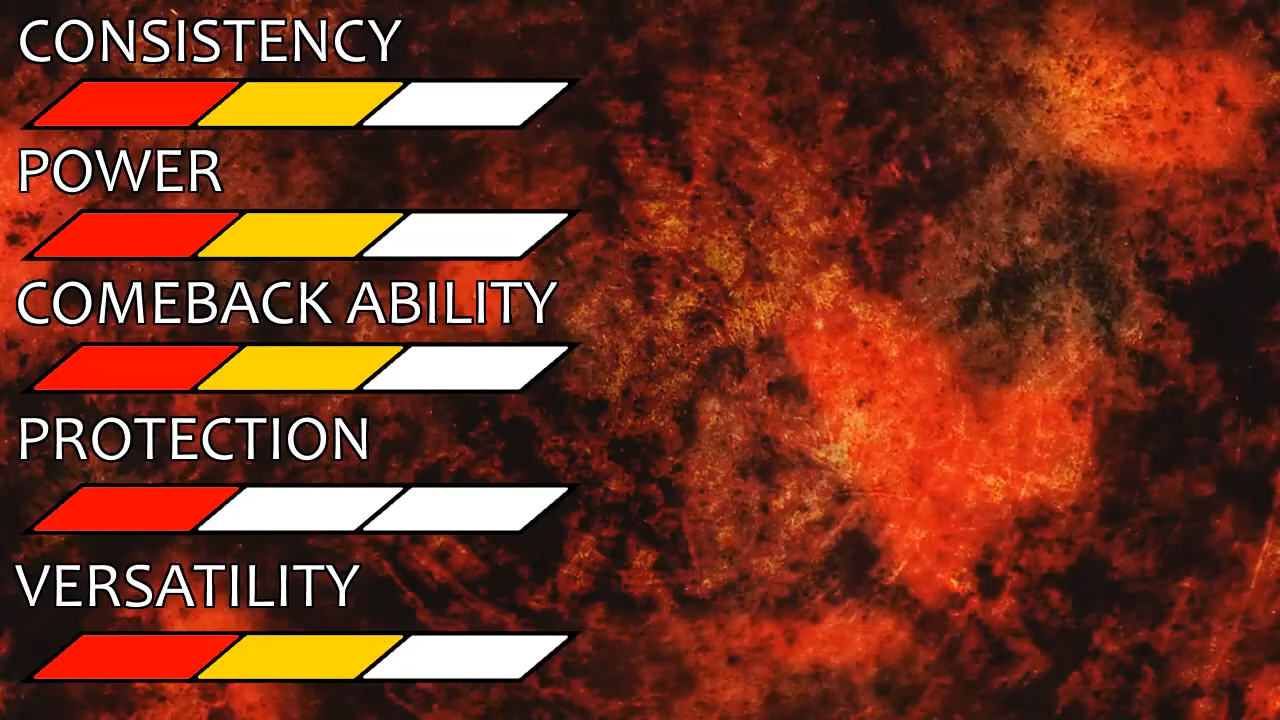 CONSISTENCY
POWER
COMEBACK ABILITY
PROTECTION
VERSATILITY